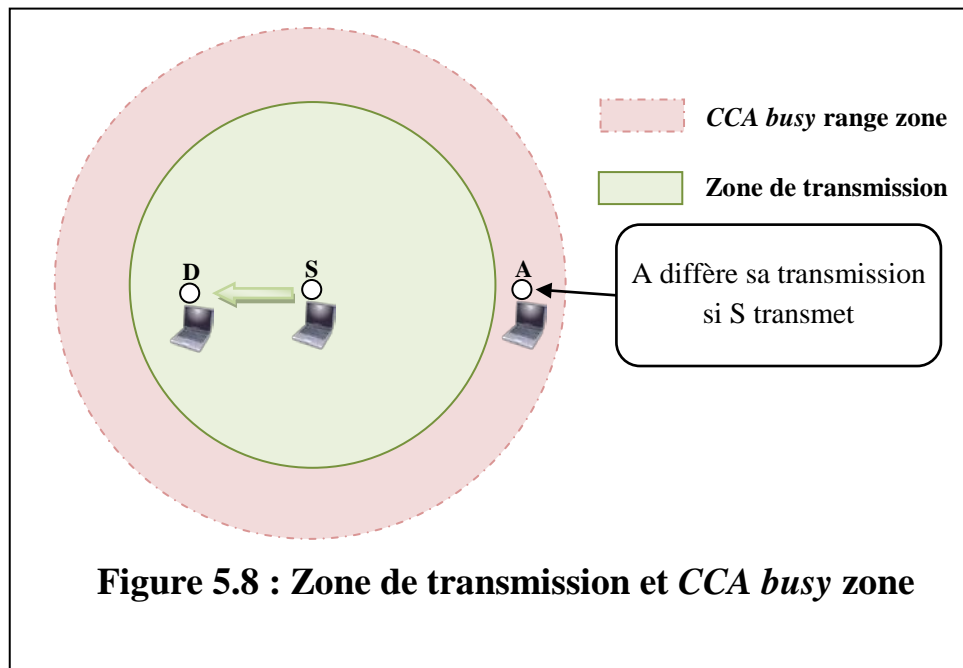 CCA busy range zone
Zone de transmission
D
S
A
A diffère sa transmission
si S transmet
Figure 5.8 : Zone de transmission et CCA busy zone